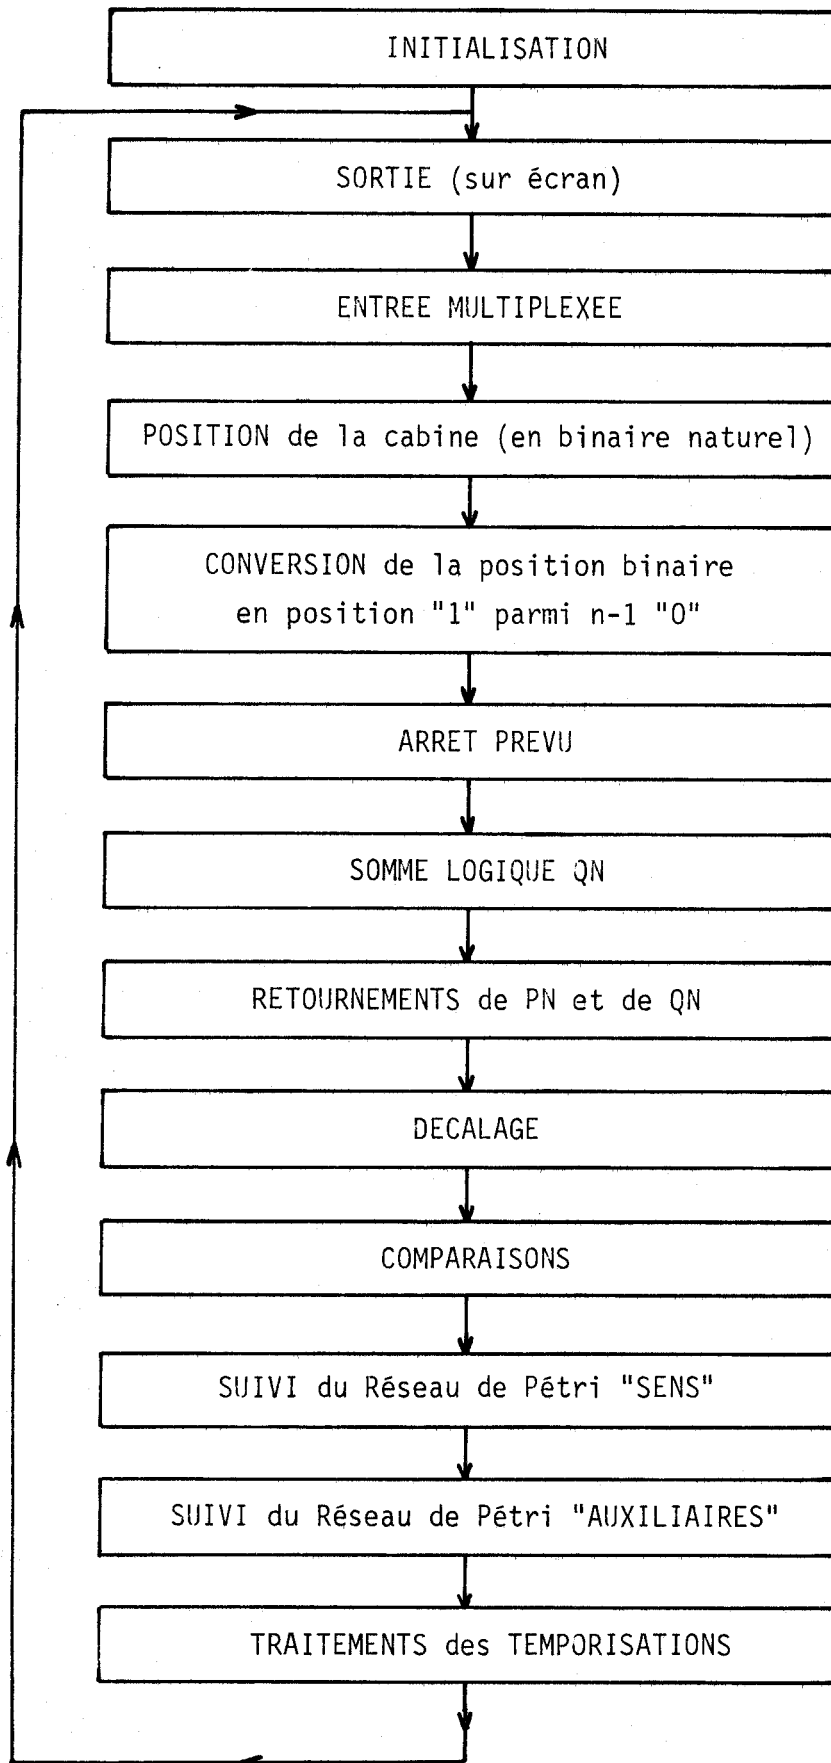 INITIALISATION
SORTIE (sur écran)
ENTREE MULTIPLEXEE
POSITION de la cabine (en binaire naturel)
CONVERSION de la position binaire
en position "1" parmi n-1 "0"
ARRET PREVU
SOMME LOGIQUE QN
RETOURNEMENTS de PN et de QN
DECALAGE
COMPARAISONS
SUIVI du Réseau de Pétri "SENS"
SUIVI du Réseau de Pétri "AUXILIAIRES"
TRAITEMENTS des TEMPORISATIONS